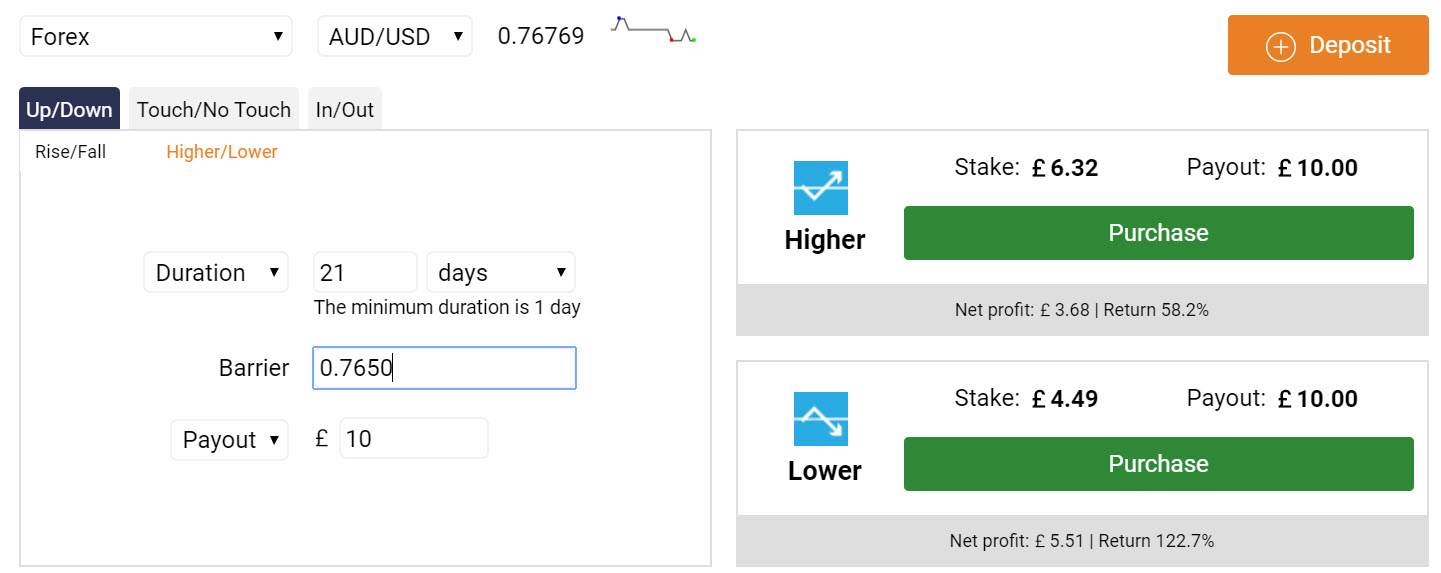 Forex AUD/USD 0.76769 Deposit
Up/Down Touch/No Touch In/Out
Rise/Fall Higher/Lower
Duration 21 days
The minimum duration is 1 day
Barrier 0.7650
Payout £ 10
Stake: £ 6.32 Payout: £ 10.00
Higher
Purchase
Net profit: £ 3.68 | Return 58.2%
Stake: £ 4.49 Payout: £ 10.00
Lower
Purchase
Net profit: £ 5.51 | Return 122.7%